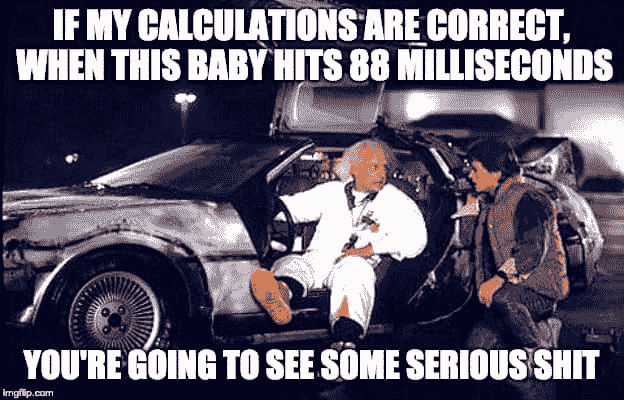 IF MY CALCULATIONS ARE CORRECT,
WHEN THIS BABY HITS 88 MILLISECONDS
YOU'RE GOING TO SEE SOME SERIOUS SHIT
imgflip.com